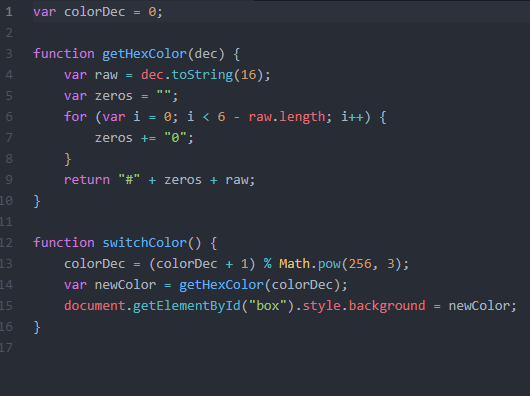 1 var colorDec = 0;
2
3 function getHexColor(dec) {
4     var raw = dec.toString(16);
5     var zeros = "";
6     for (var i = 0; i < 6 - raw.length; i++) {
7         zeros += "0";
8     }
9     return "#" + zeros + raw;
10 }
11
12 function switchColor() {
13     colorDec = (colorDec + 1) % Math.pow(256, 3);
14     var newColor = getHexColor(colorDec);
15     document.getElementById("box").style.background = newColor;
16 }
17